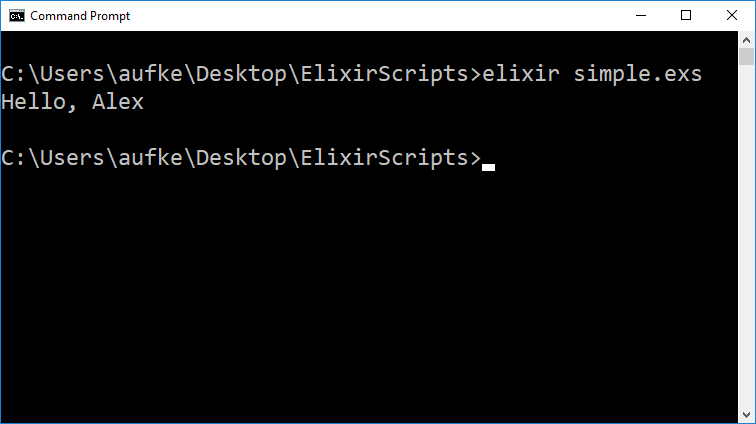 Command Prompt
C:\Users\aufke\Desktop\ElixirScripts>elixir simple.exs
Hello, Alex
C:\Users\aufke\Desktop\ElixirScripts>